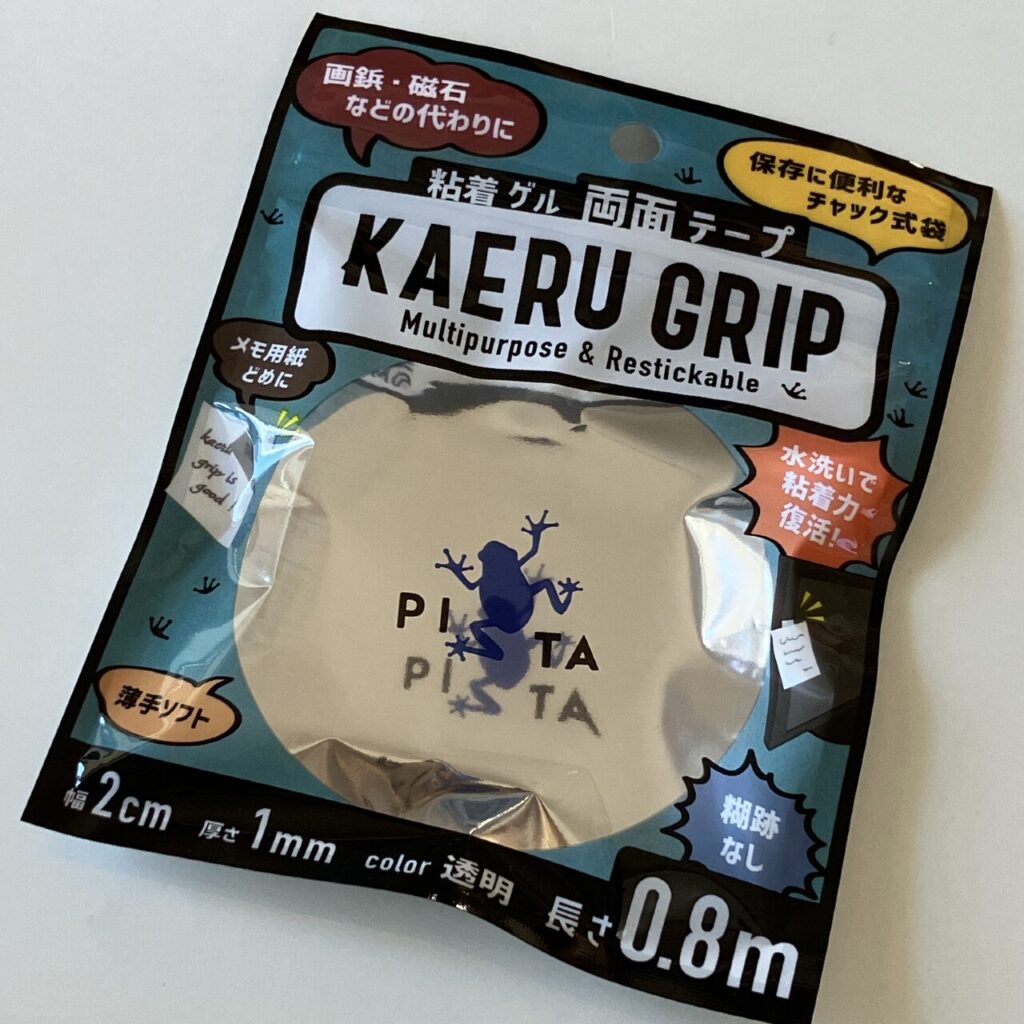 画鋲・磁石
などの代わりに
保存に便利な
チャック式袋
粘着ゲル 両面テープ
KAERU GRIP
Multipurpose & Restickable
メモ用紙
どめに
kaeru
grip is
good!
水洗いで
粘着力
復活!
PI TA
PI TA
薄手ソフト
糊跡
なし
幅 2cm 厚さ 1mm color 透明 長さ 0.8m